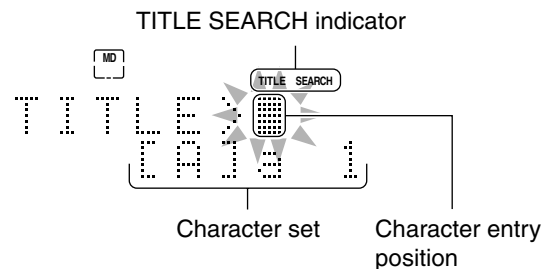 TITLE SEARCH indicator
MD
TITLE SEARCH
TITLE>
[A]a 1
Character set
Character entry
position